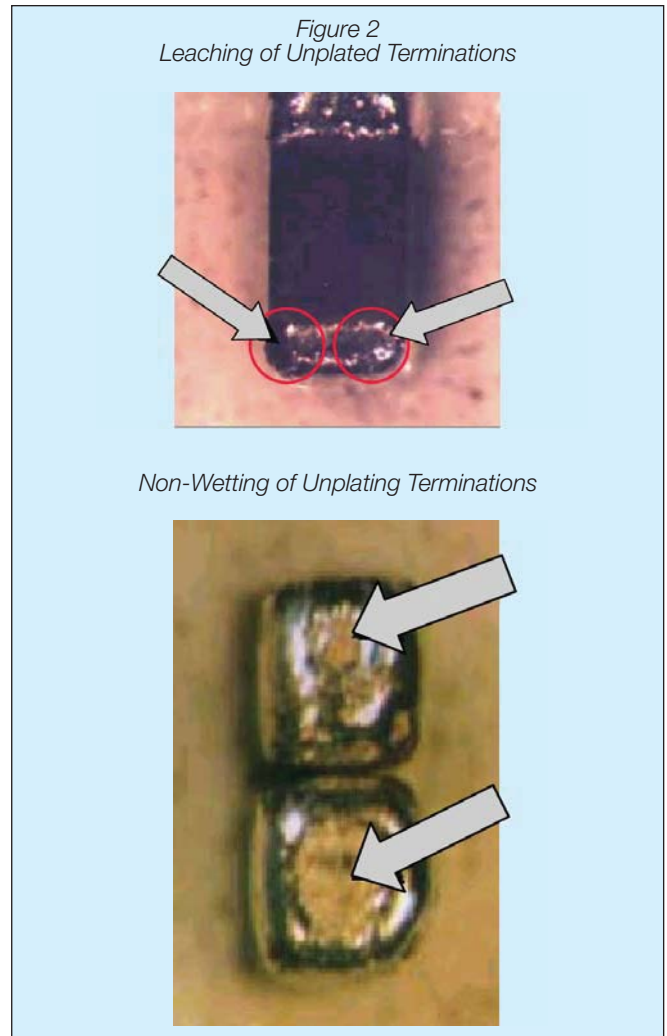 Figure 2
Leaching of Unplated Terminations
Non-Wetting of Unplating Terminations